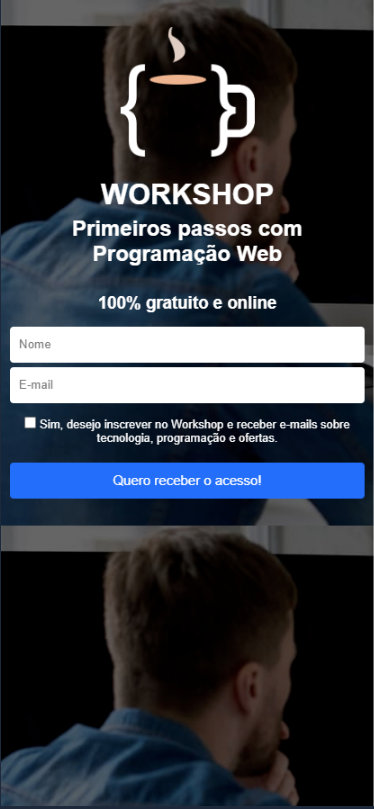 WORKSHOP
Primeiros passos com
Programação Web
100% gratuito e online
Nome
E-mail
Sim, desejo inscrever no Workshop e receber e-mails sobre
tecnologia, programação e ofertas.
Quero receber o acesso!